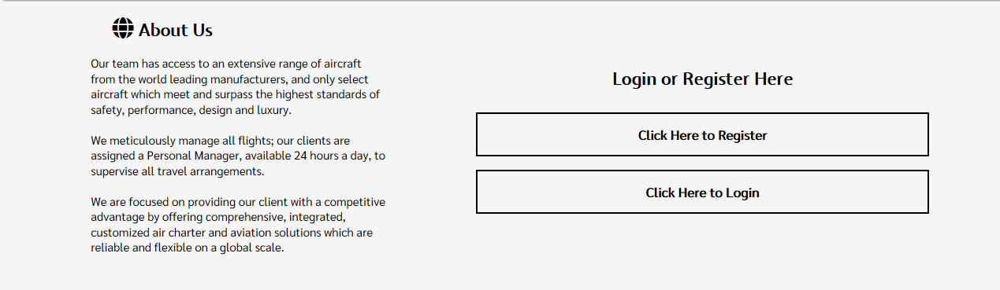 About Us
Our team has access to an extensive range of aircraft
from the world leading manufacturers, and only select
aircraft which meet and surpass the highest standards of
safety, performance, design and luxury.
We meticulously manage all flights; our clients are
assigned a Personal Manager, available 24 hours a day, to
supervise all travel arrangements.
We are focused on providing our client with a competitive
advantage by offering comprehensive, integrated,
customized air charter and aviation solutions which are
reliable and flexible on a global scale.
Login or Register Here
Click Here to Register
Click Here to Login